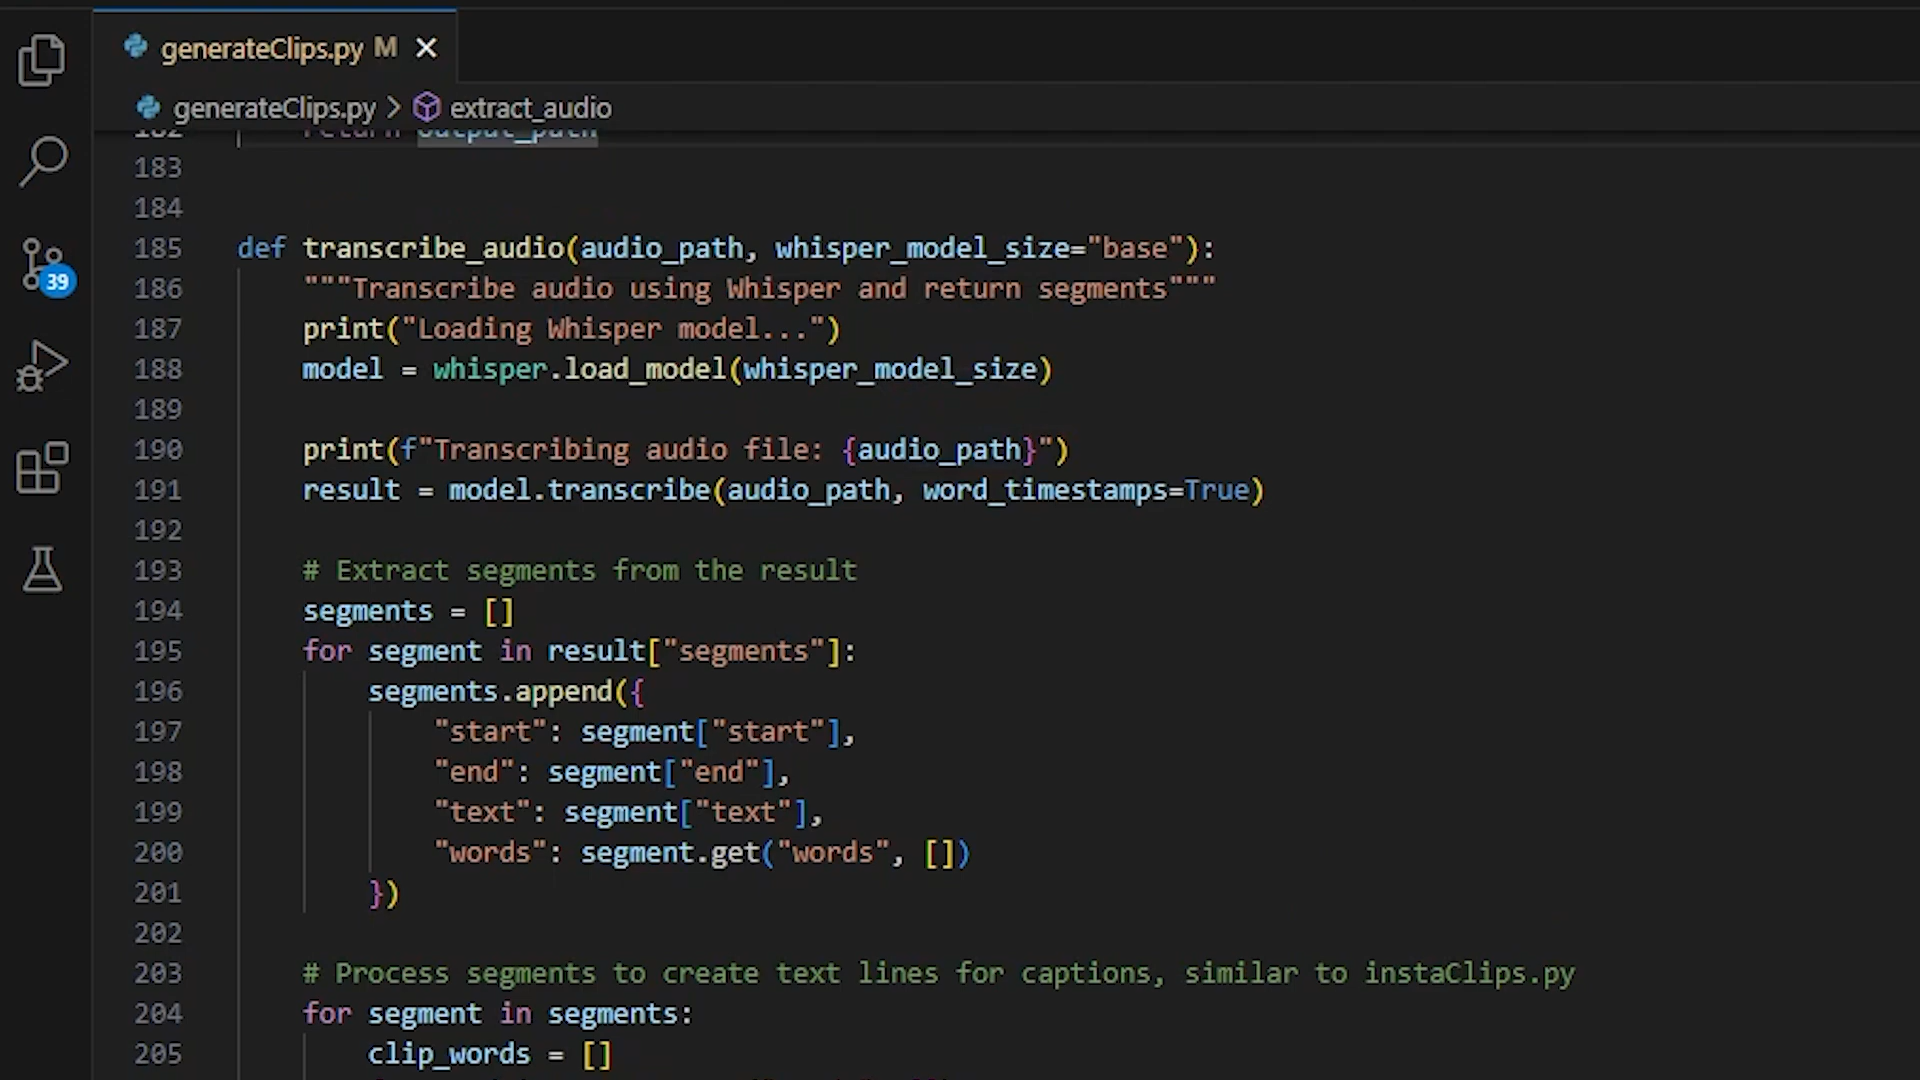 generateClips.py M
generateClips.py > extract_audio
182 return output_path
183
184
185 def transcribe_audio(audio_path, whisper_model_size="base"):
186 """Transcribe audio using Whisper and return segments"""
187 print("Loading Whisper model...")
188 model = whisper.load_model(whisper_model_size)
189
190 print(f"Transcribing audio file: {audio_path}")
191 result = model.transcribe(audio_path, word_timestamps=True)
192
193 # Extract segments from the result
194 segments = []
195 for segment in result["segments"]:
196 segments.append({
197 "start": segment["start"],
198 "end": segment["end"],
199 "text": segment["text"],
200 "words": segment.get("words", [])
201 })
202
203 # Process segments to create text lines for captions, similar to instaClips.py
204 for segment in segments:
205 clip_words = []
39